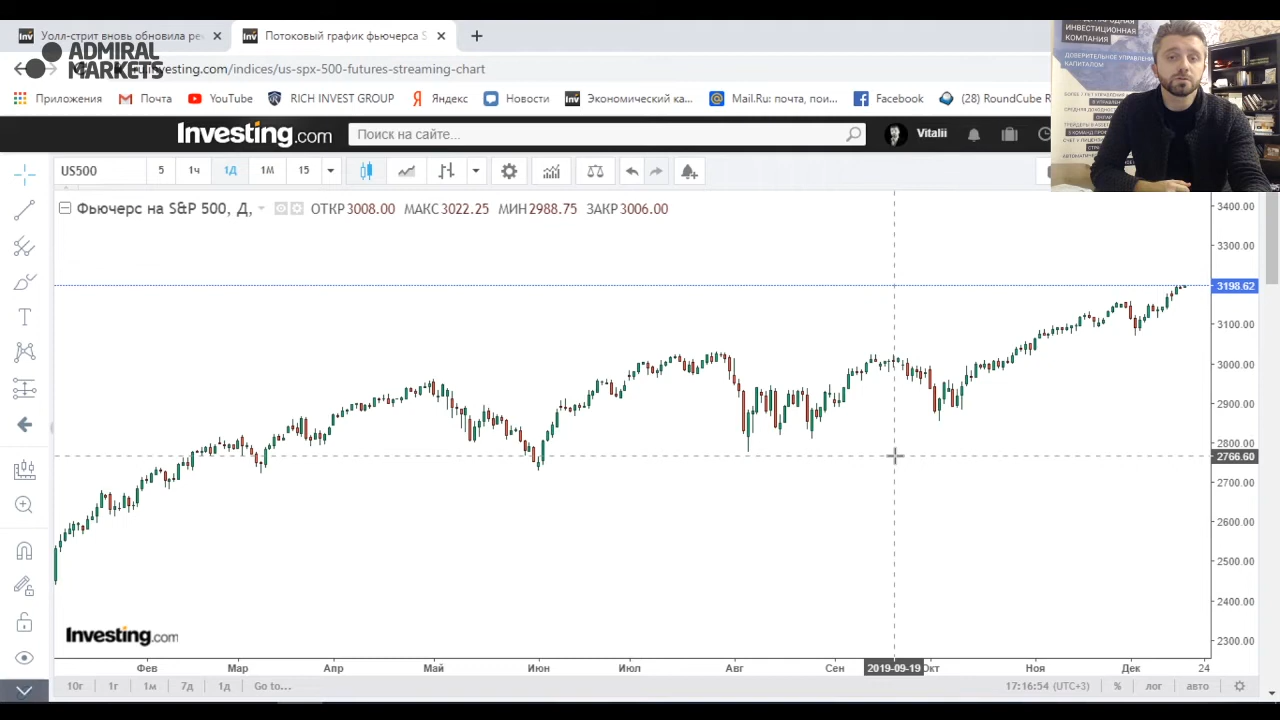 Уолл-стрит вновь обновила ре
Потоковый график фьючерса S
ADMIRAL
MARKETS
investing.com/indices/us-spx-500-futures-streaming-chart
Приложения Почта YouTube RICH INVEST GROUP Яндекс Новости Экономический ка... Mail.Ru: почта, пои... Facebook (28) RoundCube
Investing.com Поиск на сайте... Vitalii
ИНВЕСТИЦИОННАЯ
КОМПАНИЯ
ДОВЕРИТЕЛЬНОЕ УПРАВЛЕНИЕ
КАПИТАЛОМ
US500 5 1ч 1Д 1М 15
Фьючерс на S&P 500, Д, ОТКР 3008.00 МАКС 3022.25 МИН 2988.75 ЗАКР 3006.00
3400.00
3300.00
3198.62
3100.00
3000.00
2900.00
2800.00
2766.60
2700.00
2600.00
2500.00
2400.00
2300.00
Investing.com
Фев Мар Апр Май Июн Июл Авг Сен 2019-09-19 Окт Ноя Дек 24
10г 1г 1м 7д 1д Go to... 17:16:54 (UTC+3) % лог авто